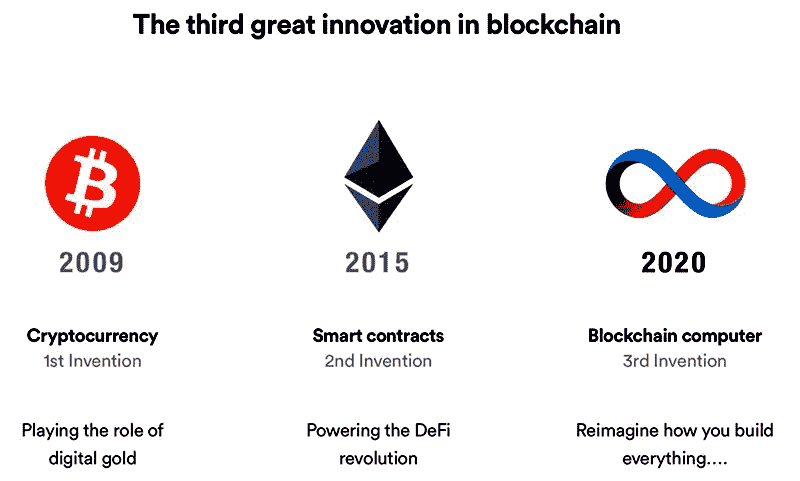 The third great innovation in blockchain
2009
Cryptocurrency
1st Invention
Playing the role of
digital gold
2015
Smart contracts
2nd Invention
Powering the DeFi
revolution
2020
Blockchain computer
3rd Invention
Reimagine how you build
everything....